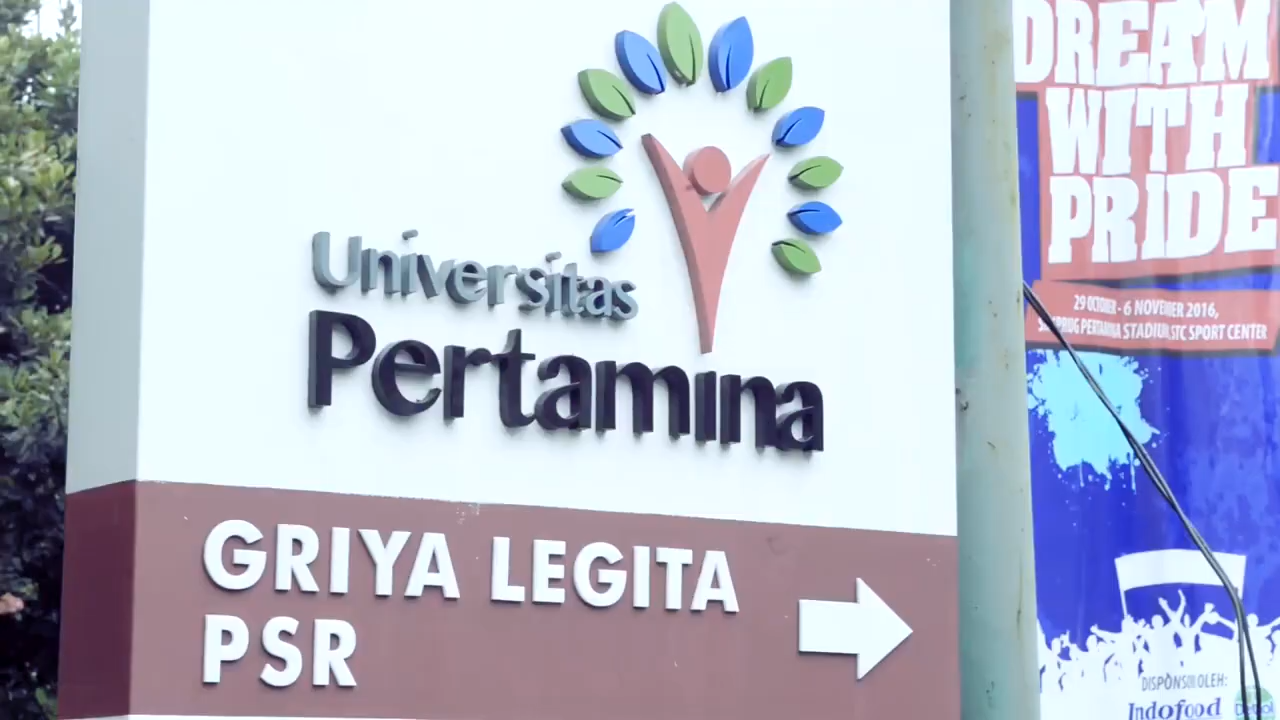 Universitas
Pertamina
GRIYA LEGITA
PSR
DREAM
WITH
PRIDE
29 OCTOBER - 6 NOVEMBER 2016,
PERTAMINA STADIUM, STC SPORT CENTER
DISPONSORI OLEH:
Indofood